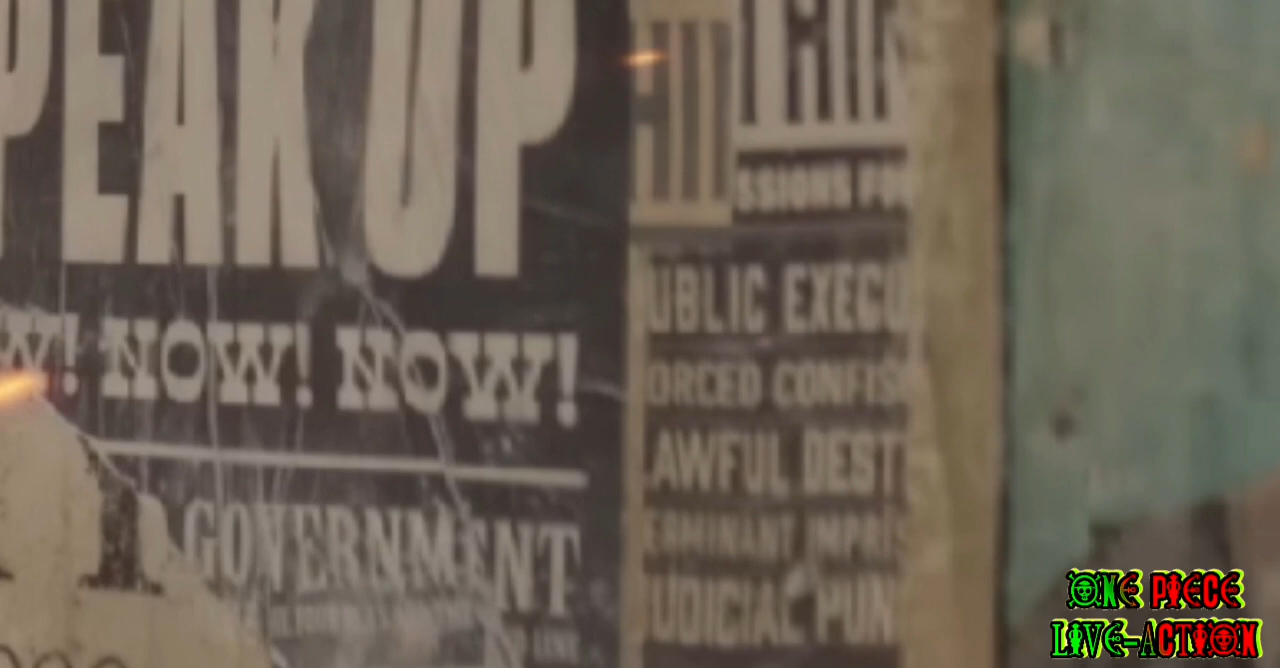 PEAK UP
W! NOW! NOW!
GOVERNMENT
SSIONS FO
UBLIC EXECU
ORCED CONFIS
AWFUL DEST
ERMINANT IMPRIS
UDICIAL PUN
ONE PIECE
LIVE-ACTION